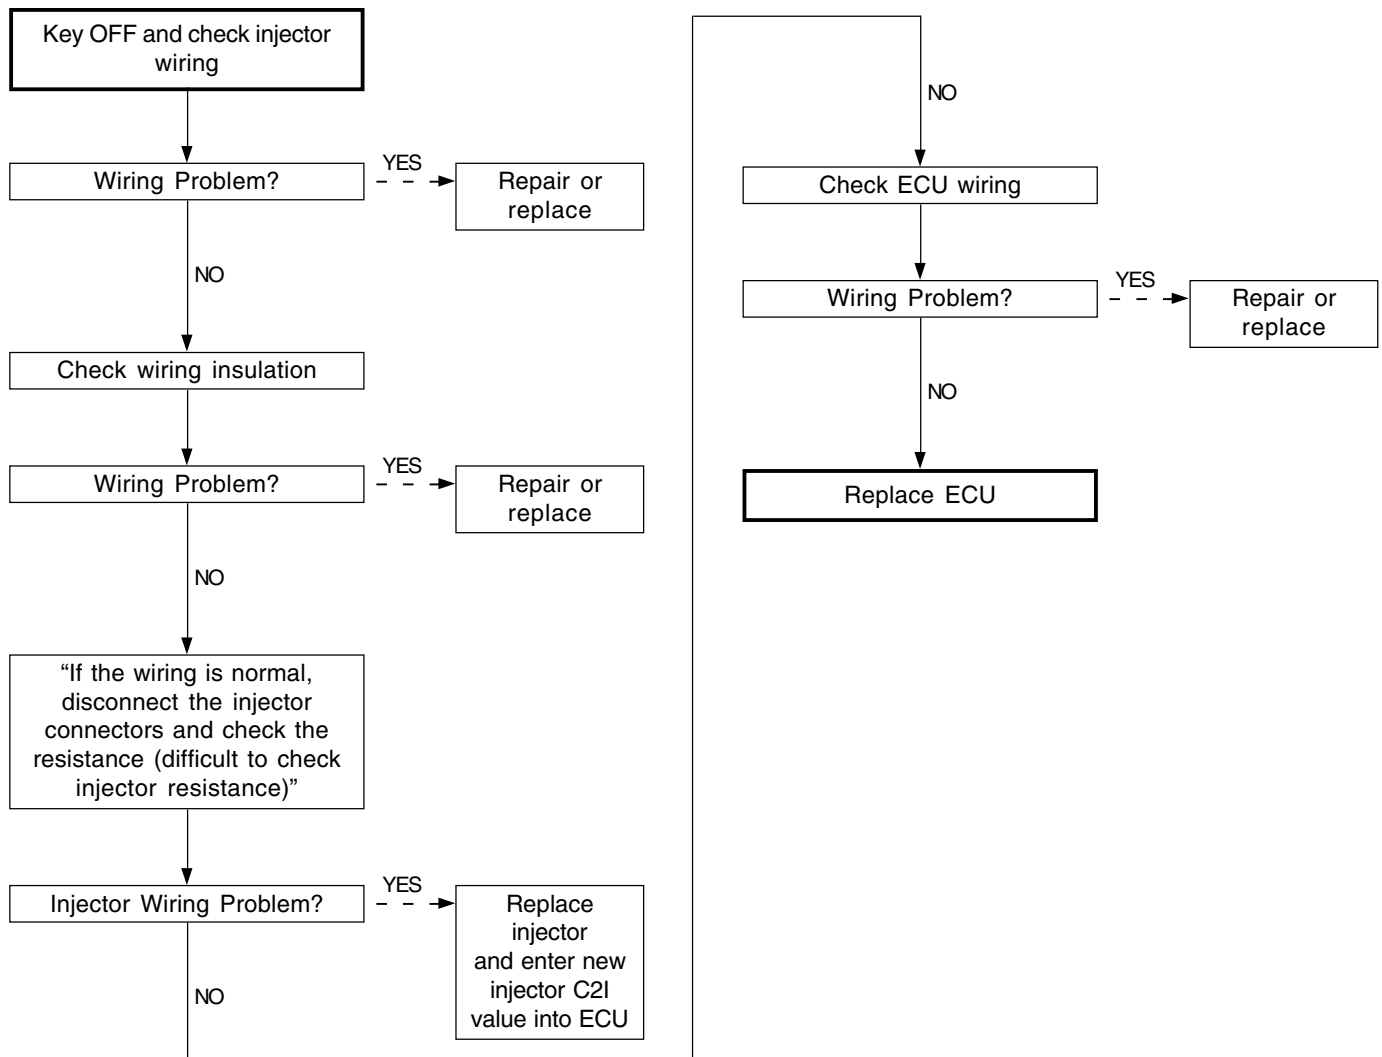 Key OFF and check injector
wiring
Wiring Problem?
YES
Repair or
replace
NO
Check wiring insulation
Wiring Problem?
YES
Repair or
replace
NO
“If the wiring is normal,
disconnect the injector
connectors and check the
resistance (difficult to check
injector resistance)”
Injector Wiring Problem?
YES
Replace
injector
and enter new
injector C2I
value into ECU
NO
NO
Check ECU wiring
Wiring Problem?
YES
Repair or
replace
NO
Replace ECU